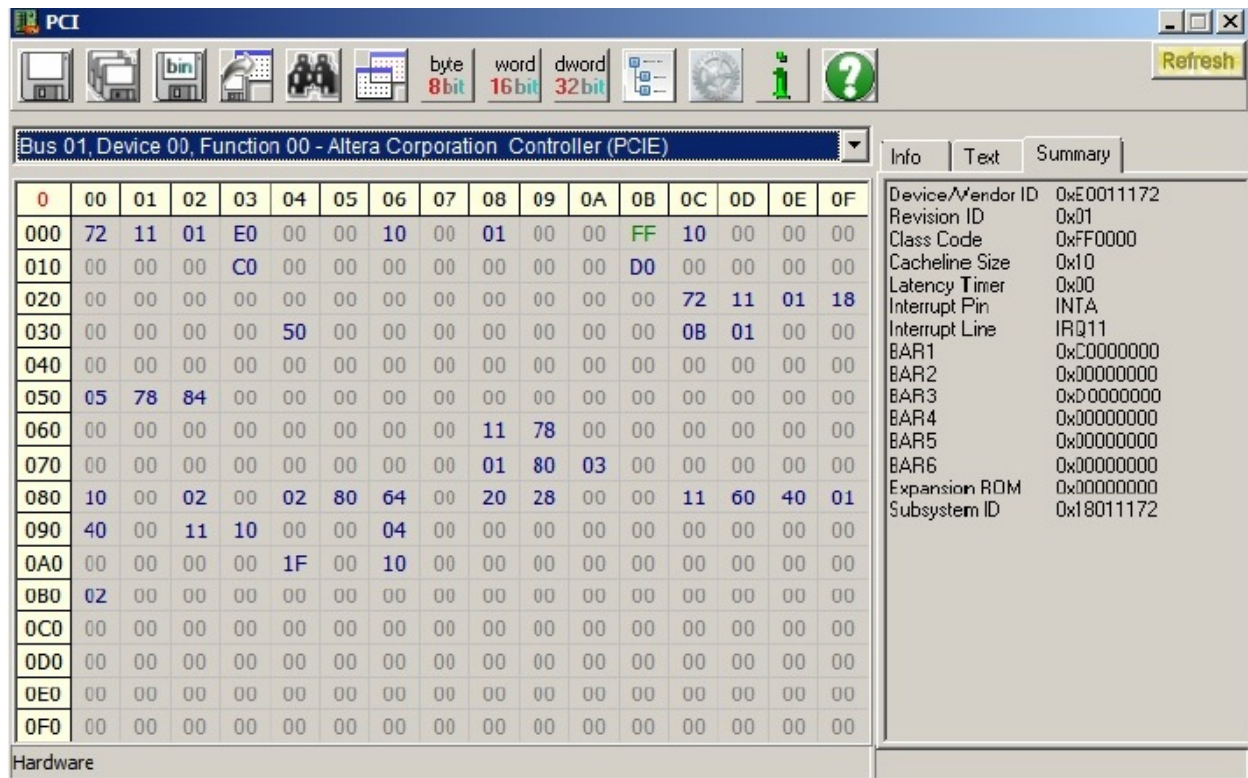 PCI
bin
byte 8bit
word 16bit
dword 32bit
Refresh
Bus 01, Device 00, Function 00 - Altera Corporation Controller (PCIE)
0 00 01 02 03 04 05 06 07 08 09 0A 0B 0C 0D 0E 0F
000 72 11 01 E0 00 00 10 00 01 00 00 FF 10 00 00 00
010 00 00 00 C0 00 00 00 00 00 00 00 D0 00 00 00 00
020 00 00 00 00 00 00 00 00 00 00 00 00 72 11 01 18
030 00 00 00 00 50 00 00 00 00 00 00 00 0B 01 00 00
040 00 00 00 00 00 00 00 00 00 00 00 00 00 00 00 00
050 05 78 84 00 00 00 00 00 00 00 00 00 00 00 00 00
060 00 00 00 00 00 00 00 00 11 78 00 00 00 00 00 00
070 00 00 00 00 00 00 00 00 01 80 03 00 00 00 00 00
080 10 00 02 00 02 80 64 00 20 28 00 00 11 60 40 01
090 40 00 11 10 00 00 04 00 00 00 00 00 00 00 00 00
0A0 00 00 00 00 1F 00 10 00 00 00 00 00 00 00 00 00
0B0 02 00 00 00 00 00 00 00 00 00 00 00 00 00 00 00
0C0 00 00 00 00 00 00 00 00 00 00 00 00 00 00 00 00
0D0 00 00 00 00 00 00 00 00 00 00 00 00 00 00 00 00
0E0 00 00 00 00 00 00 00 00 00 00 00 00 00 00 00 00
0F0 00 00 00 00 00 00 00 00 00 00 00 00 00 00 00 00
Info Text Summary
Device/Vendor ID 0xE0011172
Revision ID 0x01
Class Code 0xFF0000
Cacheline Size 0x10
Latency Timer 0x00
Interrupt Pin INTA
Interrupt Line IRQ11
BAR1 0xC0000000
BAR2 0x00000000
BAR3 0xD0000000
BAR4 0x00000000
BAR5 0x00000000
BAR6 0x00000000
Expansion ROM 0x00000000
Subsystem ID 0x18011172
Hardware